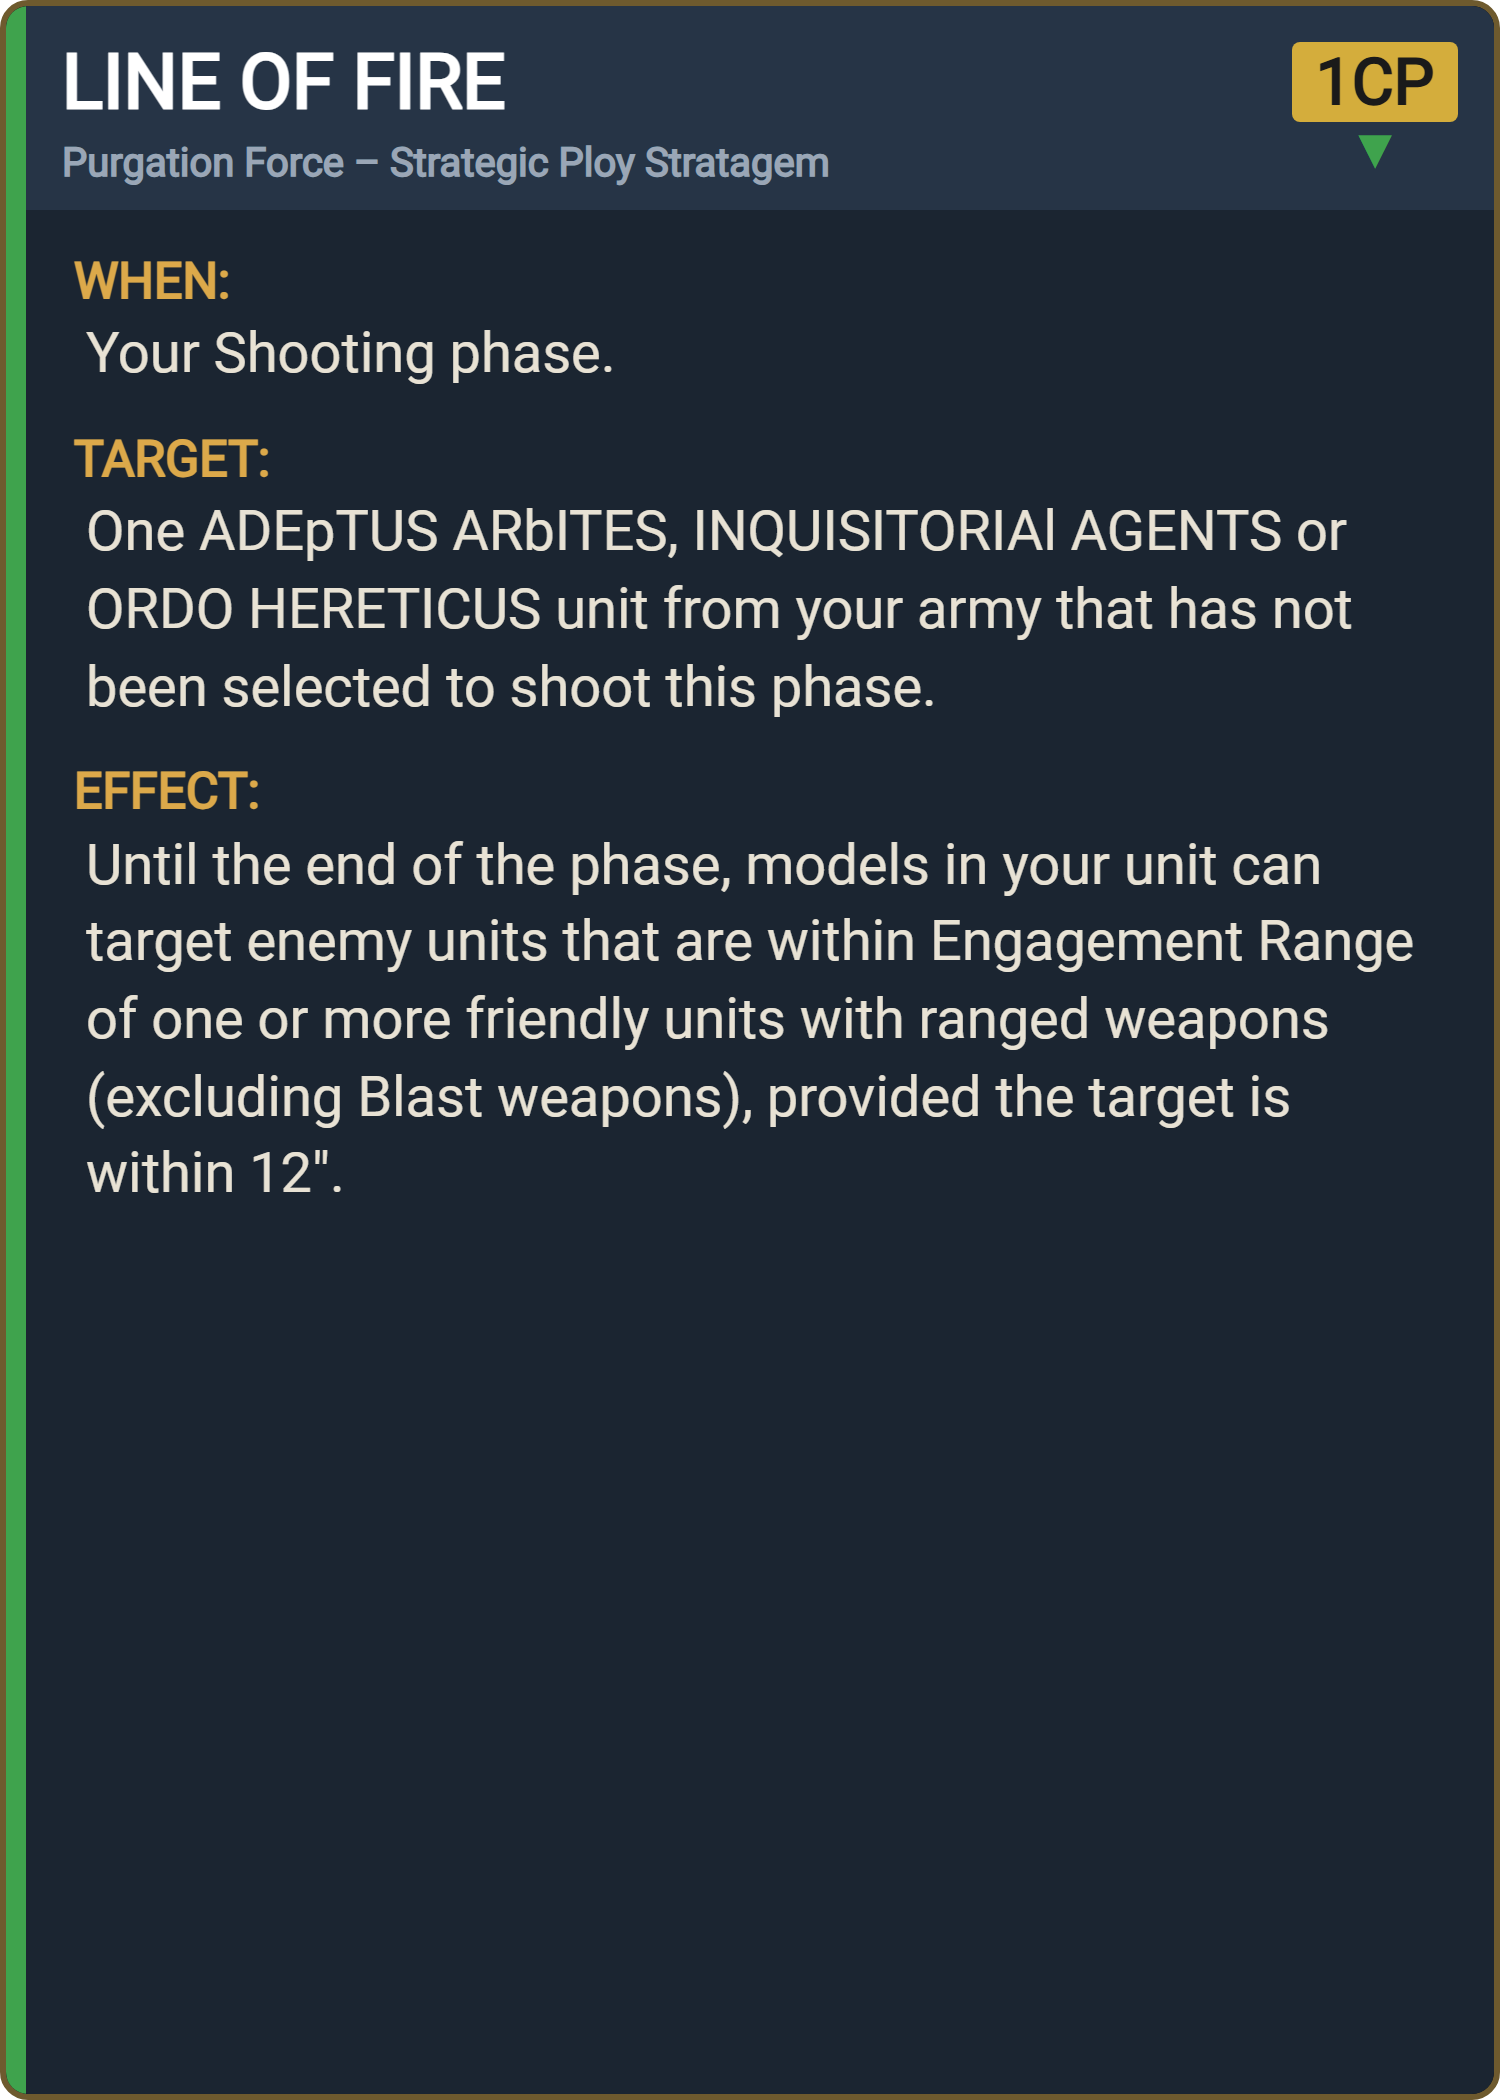 LINE OF FIRE
1CP
Purgation Force – Strategic Ploy Stratagem
WHEN:
Your Shooting phase.
TARGET:
One ADEpTUS ARbITES, INQUISITORIAl AGENTS or
ORDO HERETICUS unit from your army that has not
been selected to shoot this phase.
EFFECT:
Until the end of the phase, models in your unit can
target enemy units that are within Engagement Range
of one or more friendly units with ranged weapons
(excluding Blast weapons), provided the target is
within 12".